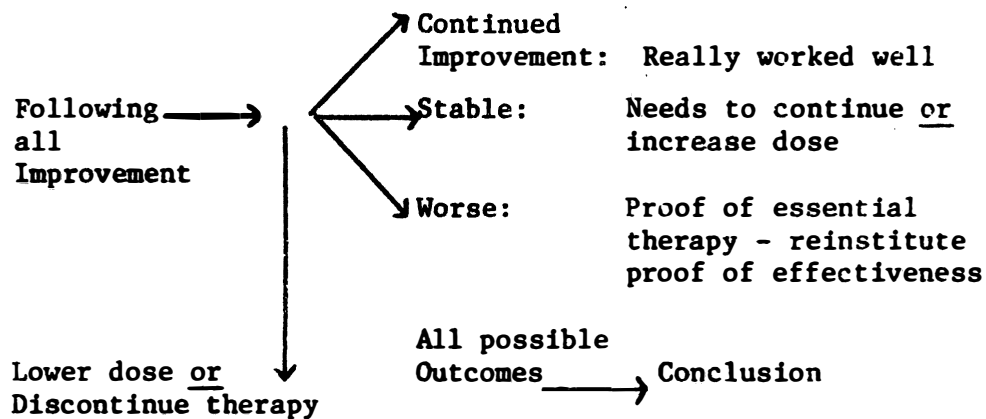 Continued
Improvement: Really worked well
Following
all
Improvement
Stable: Needs to continue or
increase dose
Worse: Proof of essential
therapy - reinstitute
proof of effectiveness
All possible
Outcomes Conclusion
Lower dose or
Discontinue therapy